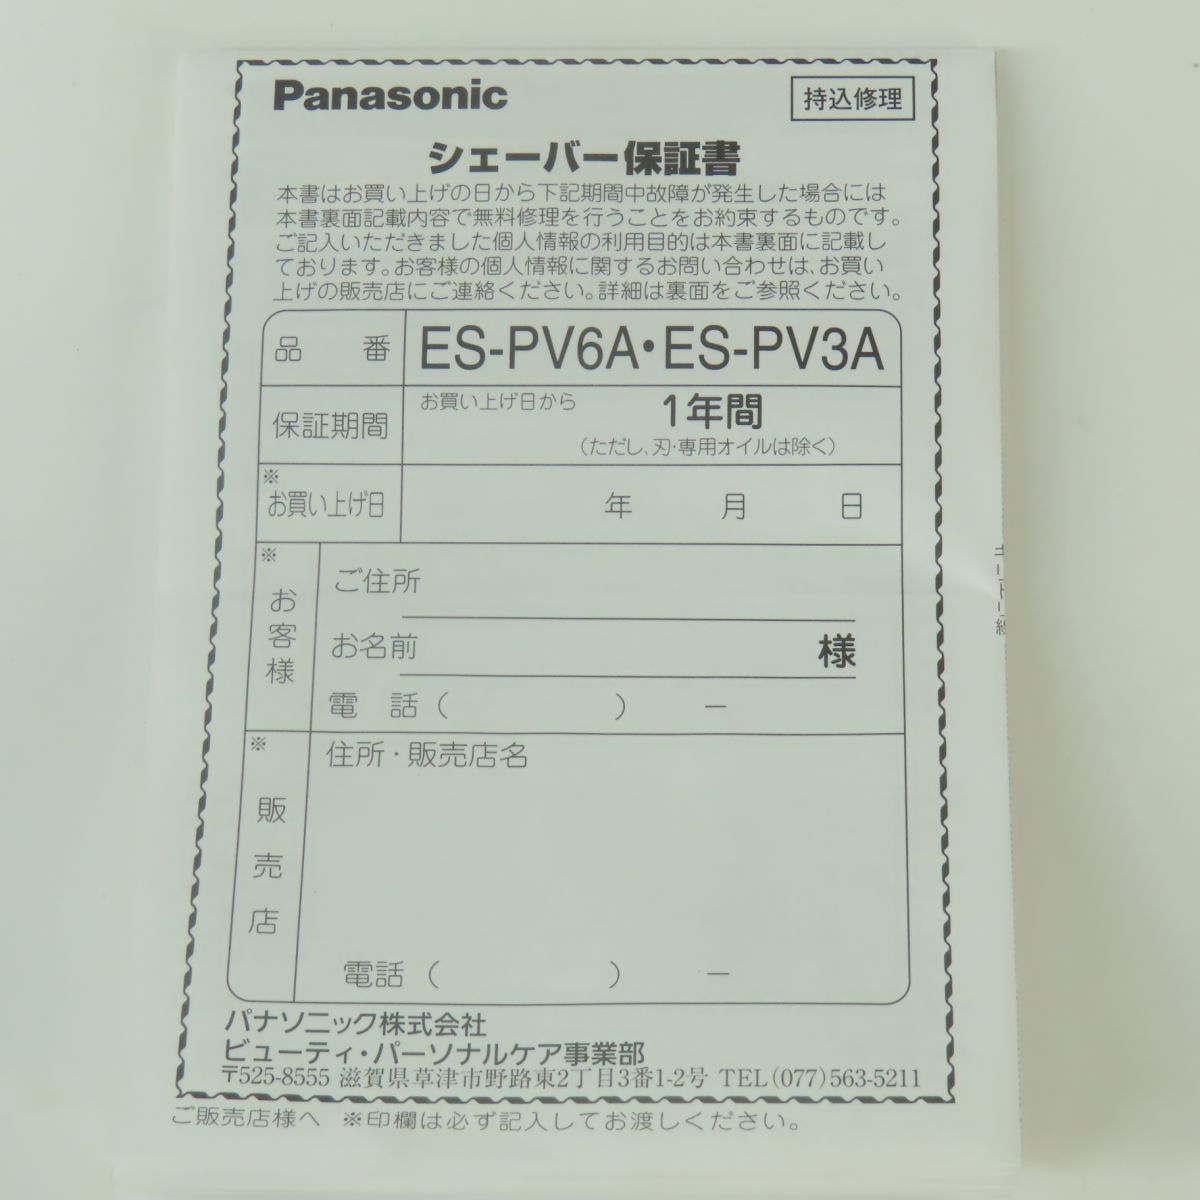 Panasonic
持込修理
シェーバー保証書
本書はお買い上げの日から下記期間中故障が発生した場合には
本書裏面記載内容で無料修理を行うことをお約束するものです。
ご記入いただきました個人情報の利用目的は本書裏面に記載し
ております。お客様の個人情報に関するお問い合わせは、お買い
上げの販売店にご連絡ください。詳細は裏面をご参照ください。
品番 ES-PV6A・ES-PV3A
保証期間 お買い上げ日から 1年間
（ただし、刃・専用オイルは除く）
※
お買い上げ日 年 月 日
※
お客様
ご住所
お名前 様
電話（ ） －
※
販売店
住所・販売店名
電話（ ） －
パナソニック株式会社
ビューティ・パーソナルケア事業部
〒525-8555 滋賀県草津市野路東2丁目3番1-2号 TEL(077)563-5211
ご販売店様へ ※印欄は必ず記入してお渡しください。